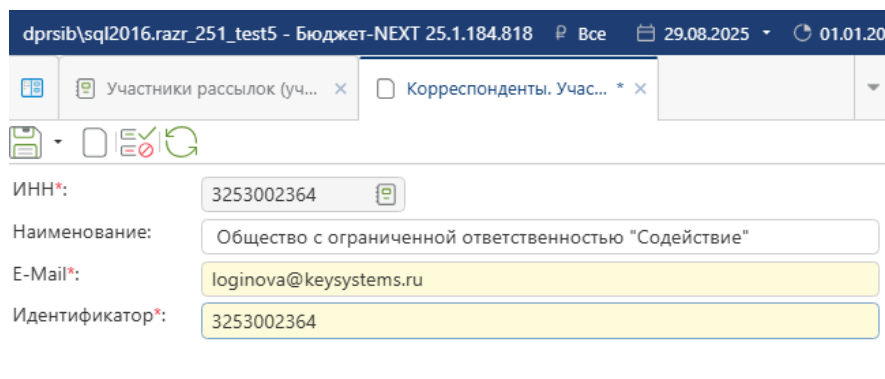 dprsib\sql2016.razr_251_test5 - Бюджет-NEXT 25.1.184.818 ₽ Все 29.08.2025 01.01.20
Участники рассылок (уч... × Корреспонденты. Учас... * ×
ИНН*: 3253002364
Наименование: Общество с ограниченной ответственностью "Содействие"
E-Mail*: loginova@keysystems.ru
Идентификатор*: 3253002364